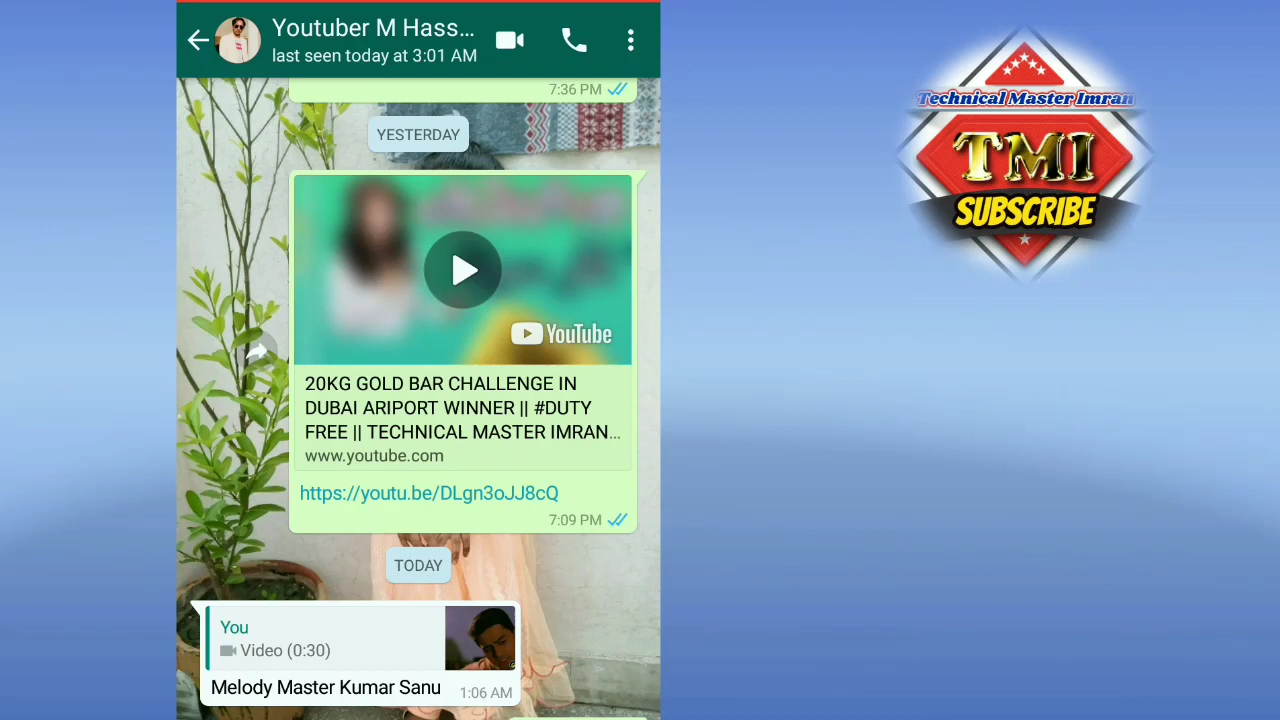 Youtuber M Hass...
last seen today at 3:01 AM
7:36 PM
YESTERDAY
YouTube
20KG GOLD BAR CHALLENGE IN
DUBAI ARIPORT WINNER || #DUTY
FREE || TECHNICAL MASTER IMRAN...
www.youtube.com
https://youtu.be/DLgn3oJJ8cQ
7:09 PM
TODAY
You
Video (0:30)
Melody Master Kumar Sanu
1:06 AM
Technical Master Imran
TMI
SUBSCRIBE